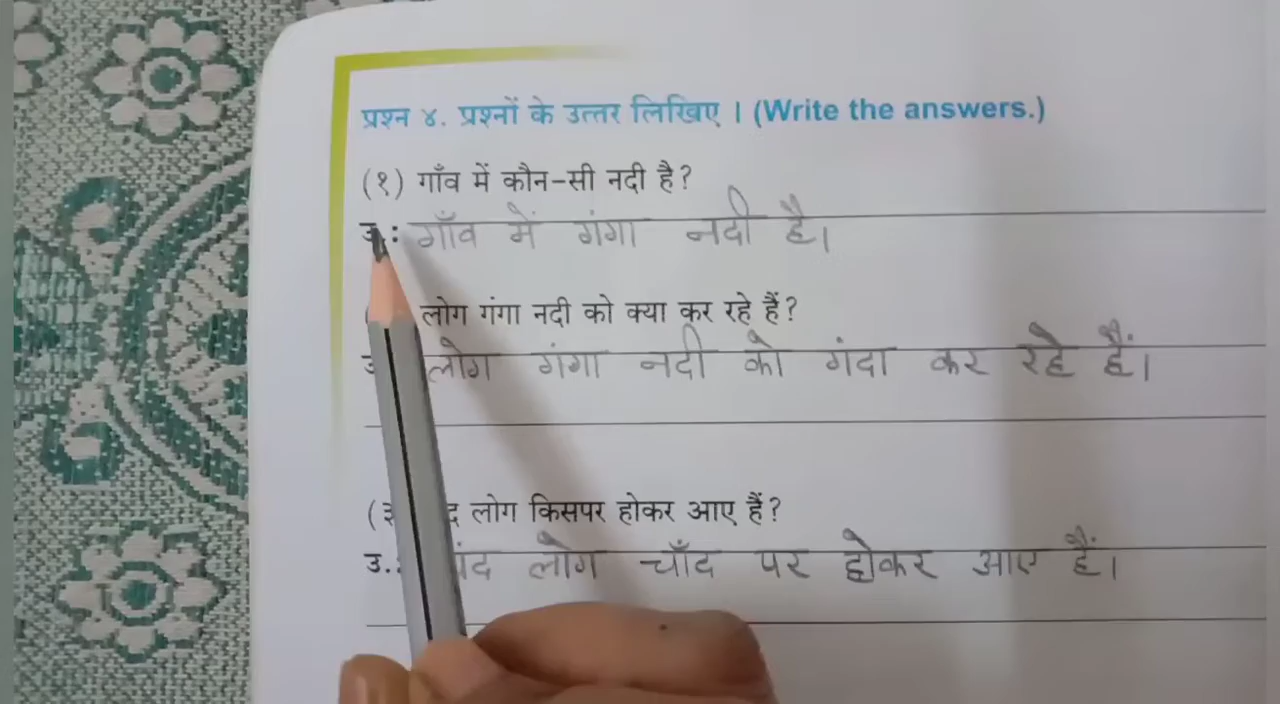 प्रश्न ४. प्रश्नों के उत्तर लिखिए । (Write the answers.)
(१) गाँव में कौन-सी नदी है?
उ.: गाँव में गंगा नदी है।
लोग गंगा नदी को क्या कर रहे हैं?
लोग गंगा नदी को गंदा कर रहे हैं।
लोग किसपर होकर आए हैं?
उ.: लोग चाँद पर होकर आए हैं।